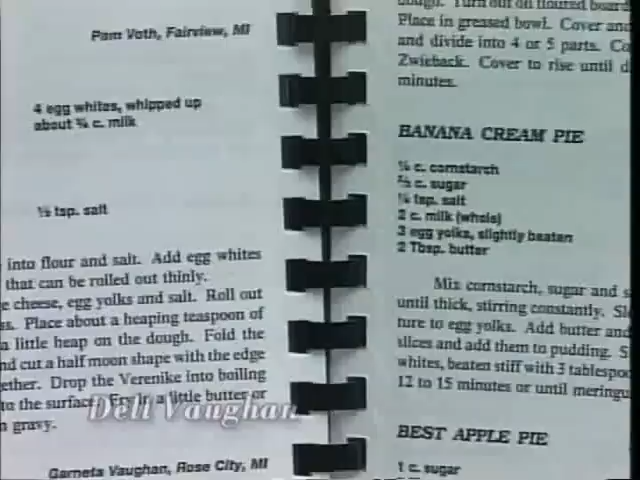 Pam Voth, Fairview, MI
4 egg whites, whipped up
about ¾ c. milk
½ tsp. salt
into flour and salt. Add egg whites
that can be rolled out thinly.
cheese, egg yolks and salt. Roll out
Place about a heaping teaspoon of
a little heap on the dough. Fold the
cut a half moon shape with the edge
Drop the Verenike into boiling
to the surface. Fry in a little butter or
gravy.
Garneta Vaughan, Rose City, MI
Dell Vaughan
Turn out on floured board
Place in greased bowl. Cover and
and divide into 4 or 5 parts.
Zwieback. Cover to rise until
minutes.
BANANA CREAM PIE
¼ c. cornstarch
⅔ c. sugar
¼ tsp. salt
2 c. milk (whole)
3 egg yolks, slightly beaten
2 Tbsp. butter
Mix cornstarch, sugar and
until thick, stirring constantly.
ture to egg yolks. Add butter and
slices and add them to pudding.
whites, beaten stiff with 3 tablespoo
12 to 15 minutes or until meringu
BEST APPLE PIE
1 c. sugar